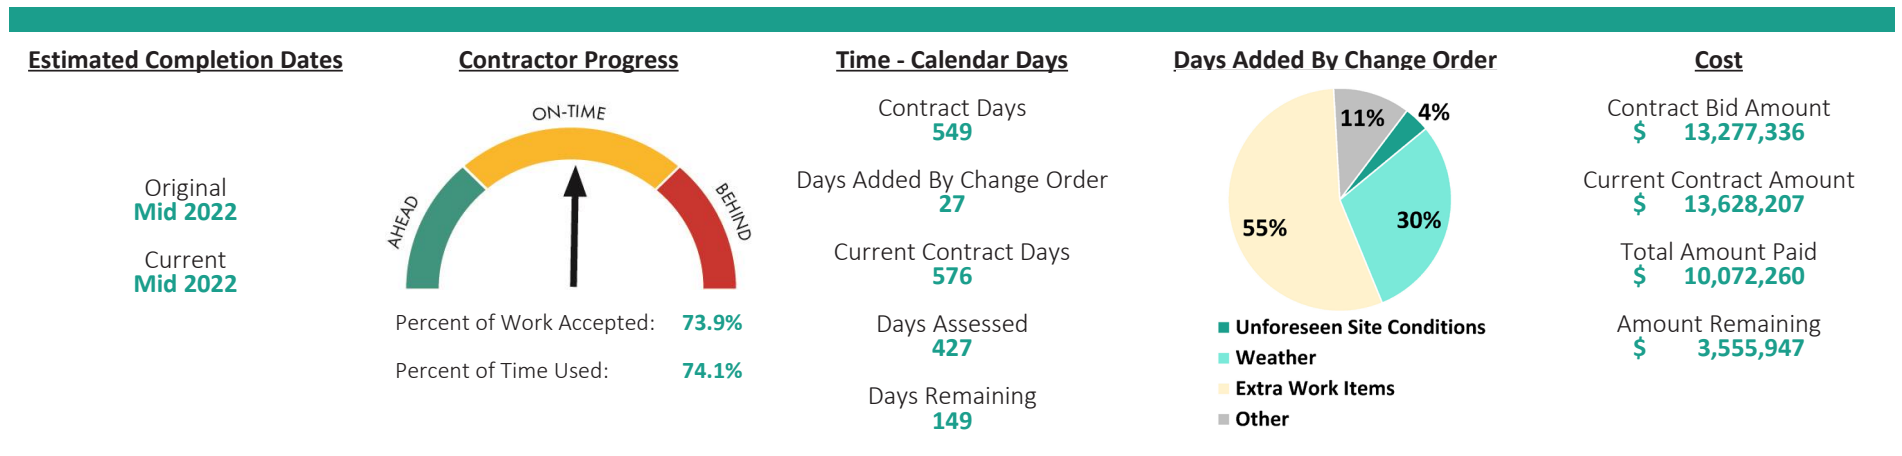 Estimated Completion Dates
Original
Mid 2022
Current
Mid 2022
Contractor Progress
AHEAD
ON-TIME
BEHIND
Percent of Work Accepted: 73.9%
Percent of Time Used: 74.1%
Time - Calendar Days
Contract Days
549
Days Added By Change Order
27
Current Contract Days
576
Days Assessed
427
Days Remaining
149
Days Added By Change Order
11%
4%
30%
55%
Unforeseen Site Conditions
Weather
Extra Work Items
Other
Cost
Contract Bid Amount
$ 13,277,336
Current Contract Amount
$ 13,628,207
Total Amount Paid
$ 10,072,260
Amount Remaining
$ 3,555,947